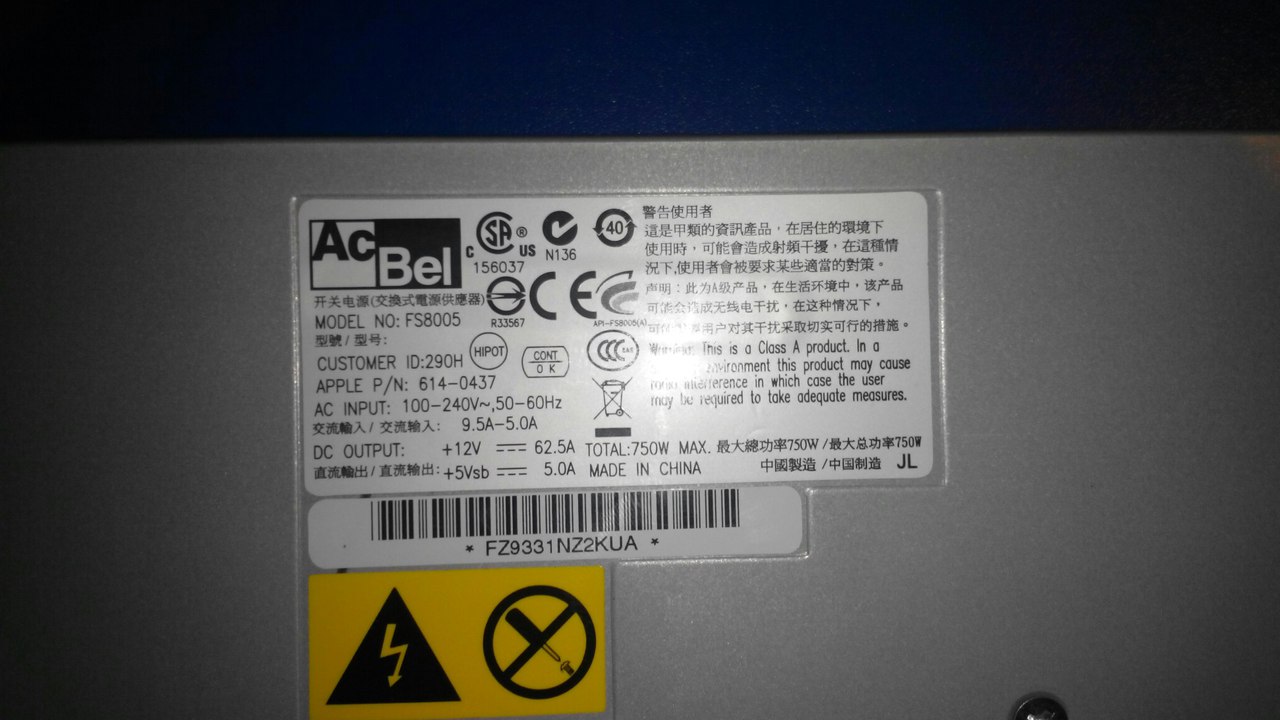 AcBel
C SA ® US
156037
N136
40
R33567
CE
API-FS8005(A)
开关电源(交換式電源供應器)
MODEL NO: FS8005
型號 / 型号:
CUSTOMER ID:290H
HIPOT
CONT
OK
CCC EAS
APPLE P/N: 614-0437
AC INPUT: 100-240V~,50-60Hz
交流輸入 / 交流输入: 9.5A-5.0A
DC OUTPUT: +12V 62.5A TOTAL:750W MAX. 最大總功率750W /最大总功率750W
直流輸出 / 直流输出: +5Vsb 5.0A MADE IN CHINA 中國製造 /中国制造 JL
警告使用者
這是甲類的資訊產品，在居住的環境下
使用時，可能會造成射頻干擾，在這種情
況下,使用者會被要求某些適當的對策。
声明：此为A级产品，在生活环境中，该产品
可能会造成无线电干扰，在这种情况下，
用户对其干扰采取切实可行的措施。
Warning: This is a Class A product. In a
environment this product may cause
radio interference in which case the user
may be required to take adequate measures.
* FZ9331NZ2KUA *